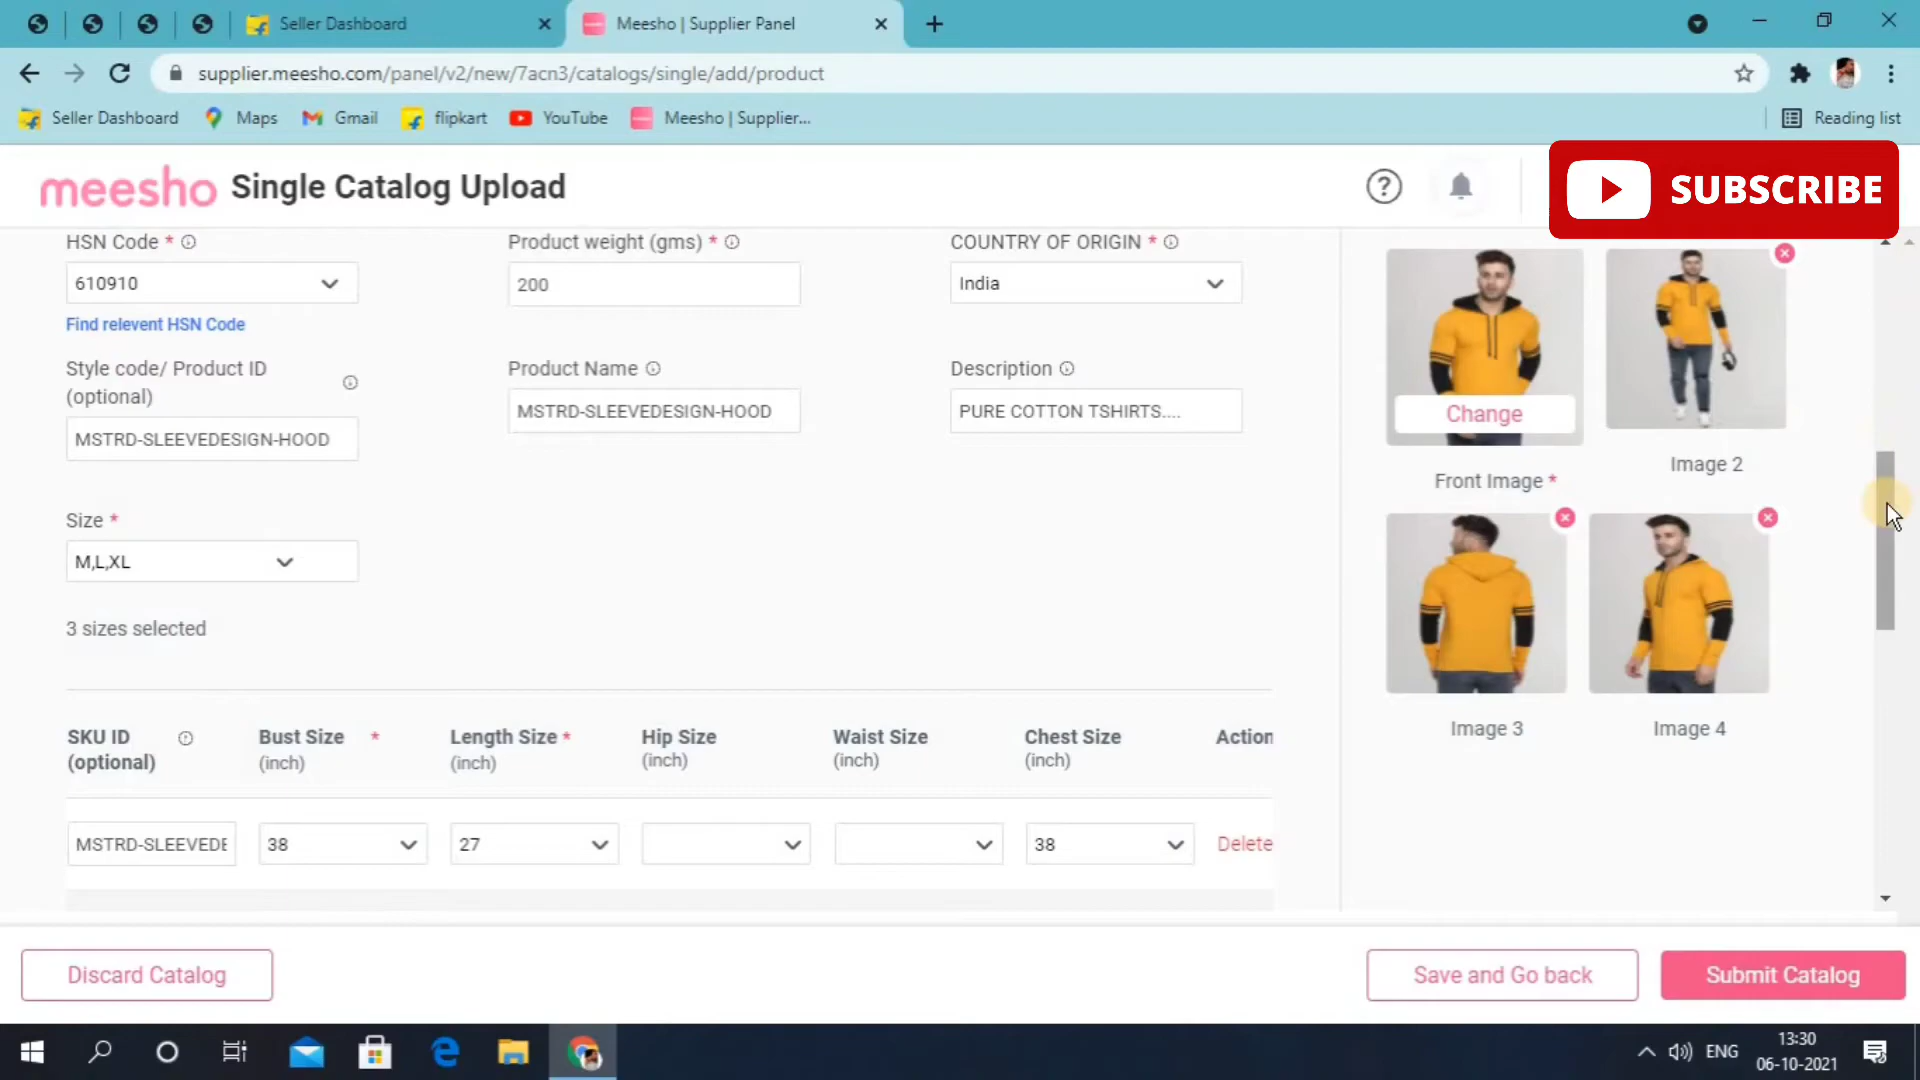 Seller Dashboard
Meesho | Supplier Panel
supplier.meesho.com/panel/v2/new/7acn3/catalogs/single/add/product
Seller Dashboard
Maps
Gmail
flipkart
YouTube
Meesho | Supplier...
Reading list
meesho Single Catalog Upload
SUBSCRIBE
HSN Code *
Product weight (gms) *
COUNTRY OF ORIGIN *
610910
200
India
Find relevent HSN Code
Style code/ Product ID
(optional)
Product Name
Description
MSTRD-SLEEVEDESIGN-HOOD
MSTRD-SLEEVEDESIGN-HOOD
PURE COTTON TSHIRTS....
Change
Front Image *
Image 2
Size *
M,L,XL
3 sizes selected
Image 3
Image 4
SKU ID
(optional)
Bust Size *
(inch)
Length Size *
(inch)
Hip Size
(inch)
Waist Size
(inch)
Chest Size
(inch)
Action
MSTRD-SLEEVEDE
38
27
38
Delete
Discard Catalog
Save and Go back
Submit Catalog
ENG
13:30
06-10-2021